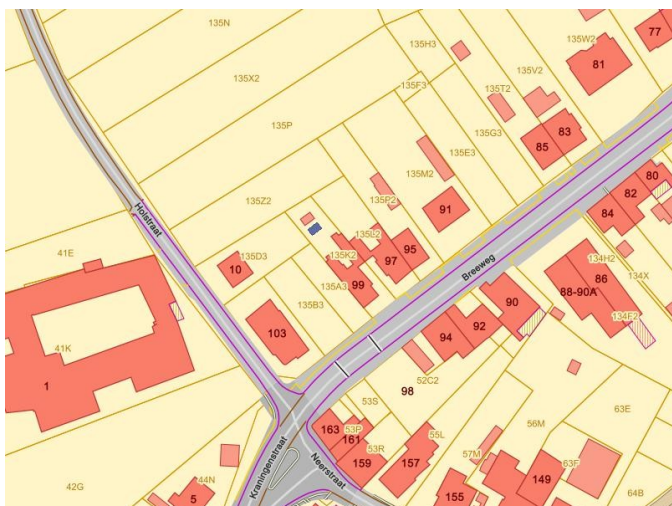 135N
77
135W2
135H3
81
135X2
135V2
135F3
135T2
135P
83
135G3
85
135E3
135M2
80
82
135P2
135Z2
91
84
Holstraat
135L2
95
134H2
41E
135K2
97
Breeweg
10
135D3
134X
86
135A3
99
88-90A
90
135B3
134F2
103
92
94
41K
52C2
1
98
53S
63E
56M
163
53P
161
55L
53R
Kraningenstraat
Neerstraat
159
157
57M
63F
44N
149
42G
5
155
64B